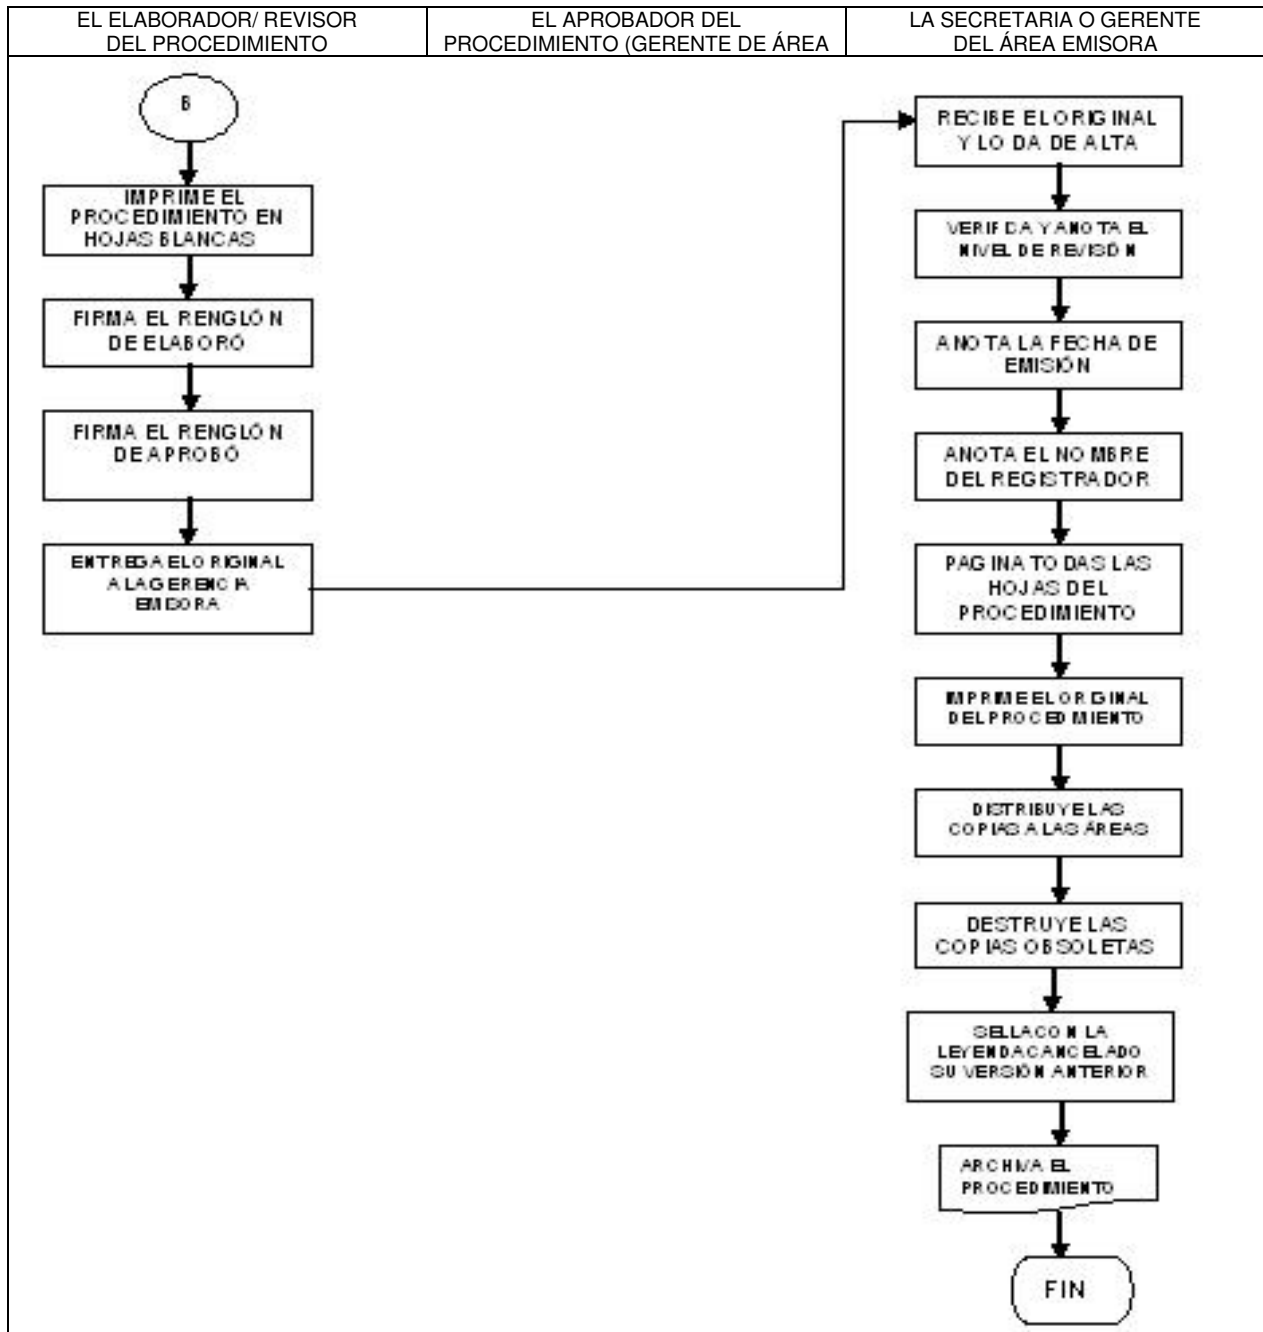 EL ELABORADOR/ REVISOR
DEL PROCEDIMIENTO
EL APROBADOR DEL
PROCEDIMIENTO (GERENTE DE ÁREA
LA SECRETARIA O GERENTE
DEL ÁREA EMISORA
B
IMPRIME EL
PROCEDIMIENTO EN
HOJAS BLANCAS
FIRMA EL RENGLÓN
DE ELABORÓ
FIRMA EL RENGLÓN
DE APROBÓ
ENTREGA EL ORIGINAL
A LA GERENCIA
EMISORA
RECIBE EL ORIGINAL
Y LO DA DE ALTA
VERIFICA Y ANOTA EL
NIVEL DE REVISIÓN
ANOTA LA FECHA DE
EMISIÓN
ANOTA EL NOMBRE
DEL REGISTRADOR
PAGINA TODAS LAS
HOJAS DEL
PROCEDIMIENTO
IMPRIME EL ORIGINAL
DEL PROCEDIMIENTO
DISTRIBUYE LAS
COPIAS A LAS ÁREAS
DESTRUYE LAS
COPIAS OBSOLETAS
SELLA CON LA
LEYENDA CANCELADO
SU VERSIÓN ANTERIOR
ARCHIVA EL
PROCEDIMIENTO
FIN